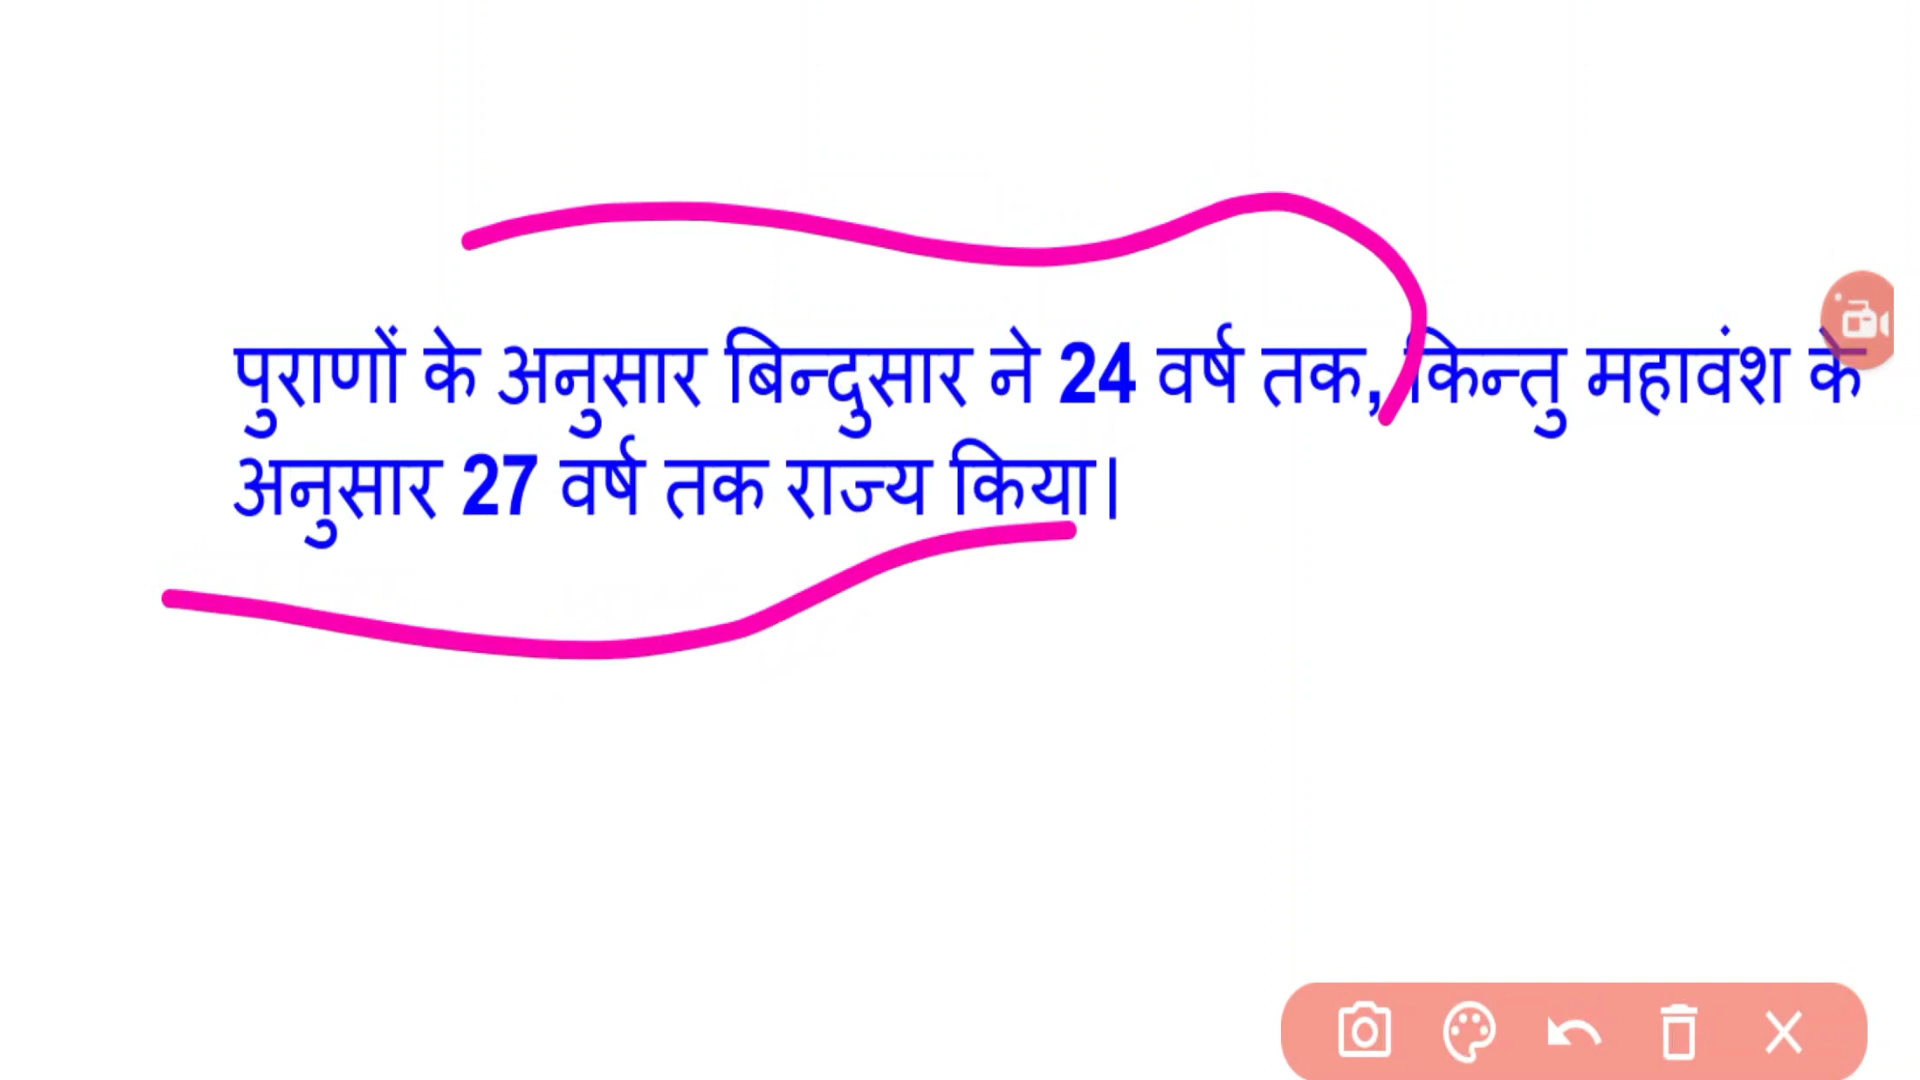 पुराणों के अनुसार बिन्दुसार ने 24 वर्ष तक, किन्तु महावंश के
अनुसार 27 वर्ष तक राज्य किया।